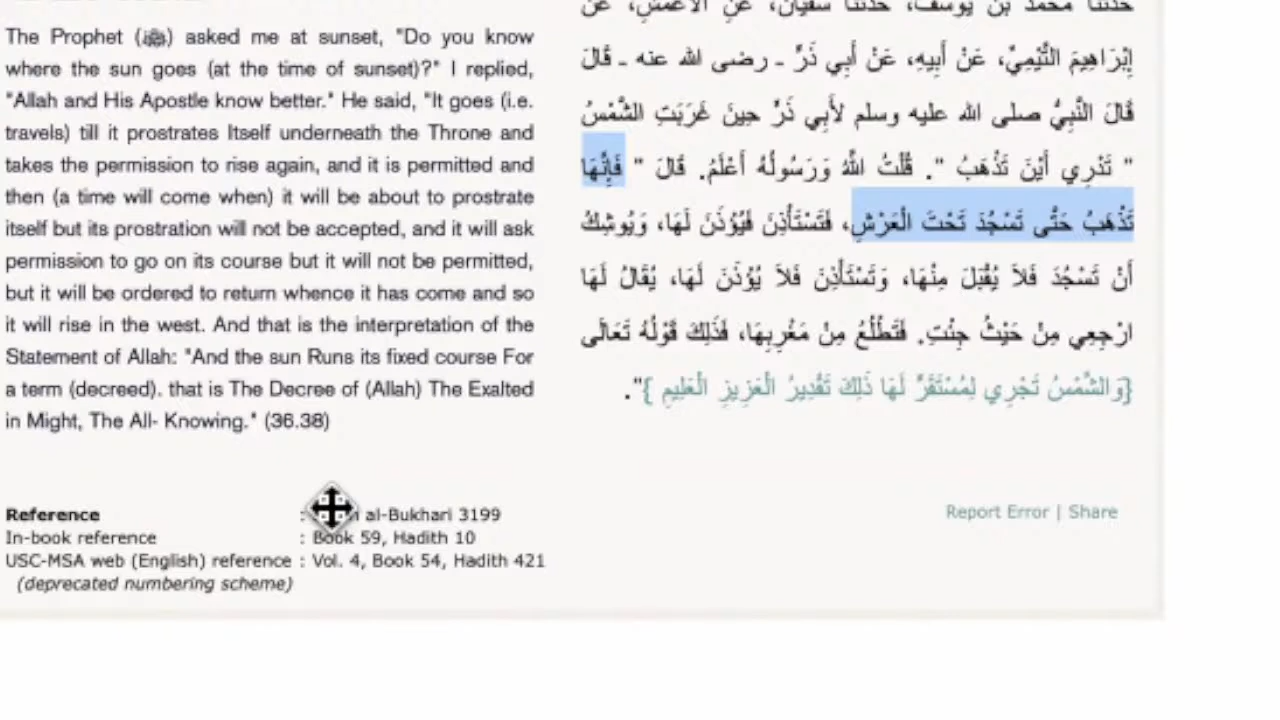 The Prophet (ﷺ) asked me at sunset, "Do you know
where the sun goes (at the time of sunset)?" I replied,
"Allah and His Apostle know better." He said, "It goes (i.e.
travels) till it prostrates Itself underneath the Throne and
takes the permission to rise again, and it is permitted and
then (a time will come when) it will be about to prostrate
itself but its prostration will not be accepted, and it will ask
permission to go on its course but it will not be permitted,
but it will be ordered to return whence it has come and so
it will rise in the west. And that is the interpretation of the
Statement of Allah: "And the sun Runs its fixed course For
a term (decreed). that is The Decree of (Allah) The Exalted
in Might, The All- Knowing." (36.38)
حَدَّثَنَا مُحَمَّدُ بْنُ يُوسُفَ، حَدَّثَنَا سُفْيَانُ، عَنِ الأَعْمَشِ، عَنْ
إِبْرَاهِيمَ التَّيْمِيِّ، عَنْ أَبِيهِ، عَنْ أَبِي ذَرٍّ ـ رضى الله عنه ـ قَالَ
قَالَ النَّبِيُّ صلى الله عليه وسلم لأَبِي ذَرٍّ حِينَ غَرَبَتِ الشَّمْسُ
" تَدْرِي أَيْنَ تَذْهَبُ ". قُلْتُ اللَّهُ وَرَسُولُهُ أَعْلَمُ. قَالَ " فَإِنَّهَا
تَذْهَبُ حَتَّى تَسْجُدَ تَحْتَ الْعَرْشِ، فَتَسْتَأْذِنَ فَيُؤْذَنَ لَهَا، وَيُوشِكُ
أَنْ تَسْجُدَ فَلاَ يُقْبَلَ مِنْهَا، وَتَسْتَأْذِنَ فَلاَ يُؤْذَنَ لَهَا، يُقَالُ لَهَا
ارْجِعِي مِنْ حَيْثُ جِئْتِ. فَتَطْلُعُ مِنْ مَغْرِبِهَا، فَذَلِكَ قَوْلُهُ تَعَالَى
{وَالشَّمْسُ تَجْرِي لِمُسْتَقَرٍّ لَهَا ذَلِكَ تَقْدِيرُ الْعَزِيزِ الْعَلِيمِ }".
Reference : al-Bukhari 3199
In-book reference : Book 59, Hadith 10
USC-MSA web (English) reference : Vol. 4, Book 54, Hadith 421
(deprecated numbering scheme)
Report Error | Share